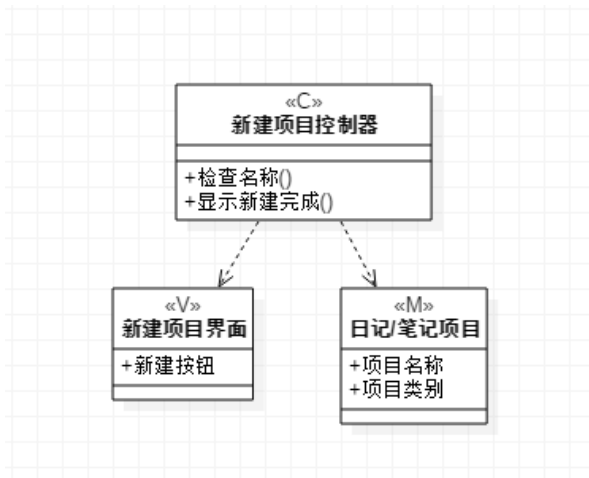 «C»
新建项目控制器
+检查名称()
+显示新建完成()
«V»
新建项目界面
+新建按钮
«M»
日记/笔记项目
+项目名称
+项目类别